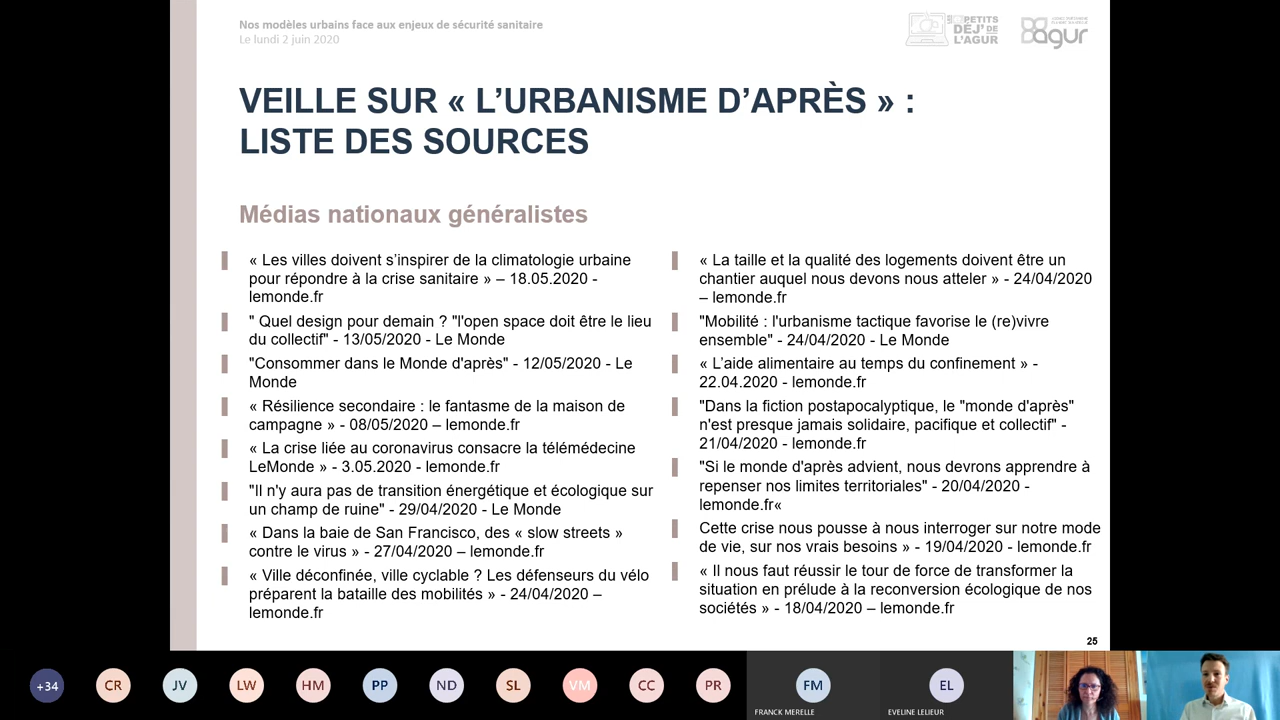 Nos modèles urbains face aux enjeux de sécurité sanitaire
Le lundi 2 juin 2020
PETITS
DÉJ' DE
L'AGUR
agur
VEILLE SUR « L’URBANISME D’APRÈS » :
LISTE DES SOURCES
Médias nationaux généralistes
« Les villes doivent s’inspirer de la climatologie urbaine
pour répondre à la crise sanitaire » – 18.05.2020 -
lemonde.fr
" Quel design pour demain ? "l'open space doit être le lieu
du collectif" - 13/05/2020 - Le Monde
"Consommer dans le Monde d'après" - 12/05/2020 - Le
Monde
« Résilience secondaire : le fantasme de la maison de
campagne » - 08/05/2020 – lemonde.fr
« La crise liée au coronavirus consacre la télémédecine
LeMonde » - 3.05.2020 - lemonde.fr
"Il n'y aura pas de transition énergétique et écologique sur
un champ de ruine" - 29/04/2020 - Le Monde
« Dans la baie de San Francisco, des « slow streets »
contre le virus » - 27/04/2020 – lemonde.fr
« Ville déconfinée, ville cyclable ? Les défenseurs du vélo
préparent la bataille des mobilités » - 24/04/2020 –
lemonde.fr
« La taille et la qualité des logements doivent être un
chantier auquel nous devons nous atteler » - 24/04/2020
– lemonde.fr
"Mobilité : l'urbanisme tactique favorise le (re)vivre
ensemble" - 24/04/2020 - Le Monde
« L’aide alimentaire au temps du confinement » -
22.04.2020 - lemonde.fr
"Dans la fiction postapocalyptique, le "monde d'après"
n'est presque jamais solidaire, pacifique et collectif" -
21/04/2020 - lemonde.fr
"Si le monde d'après advient, nous devrons apprendre à
repenser nos limites territoriales" - 20/04/2020 -
lemonde.fr«
Cette crise nous pousse à nous interroger sur notre mode
de vie, sur nos vrais besoins » - 19/04/2020 - lemonde.fr
« Il nous faut réussir le tour de force de transformer la
situation en prélude à la reconversion écologique de nos
sociétés » - 18/04/2020 – lemonde.fr
25
+34 CR JV LW HM PP ND SL VM CC PR FM EL
FRANCK MERELLE EVELINE LELIEUR